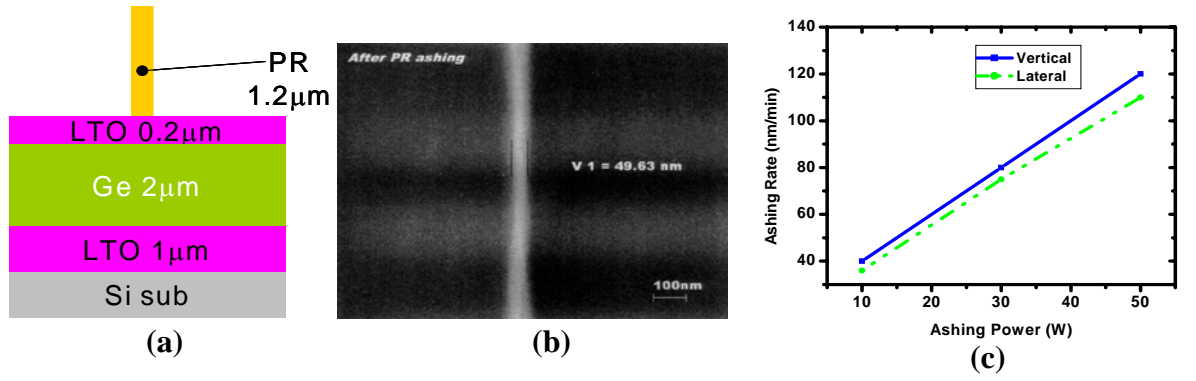 PR
1.2μm
LTO 0.2μm
Ge 2μm
LTO 1μm
Si sub
(a)
After PR ashing
V 1 = 49.63 nm
100nm
(b)
Ashing Rate (nm/min)
140
120
100
80
60
40
Vertical
Lateral
10
20
30
40
50
Ashing Power (W)
(c)